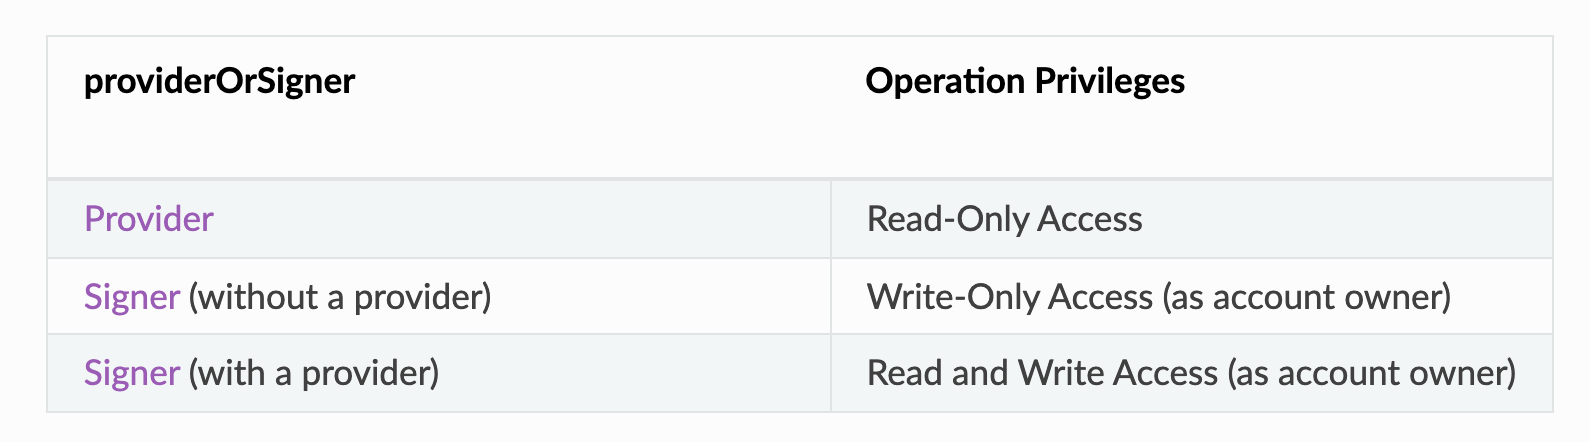 providerOrSigner Operation Privileges
Provider Read-Only Access
Signer (without a provider) Write-Only Access (as account owner)
Signer (with a provider) Read and Write Access (as account owner)